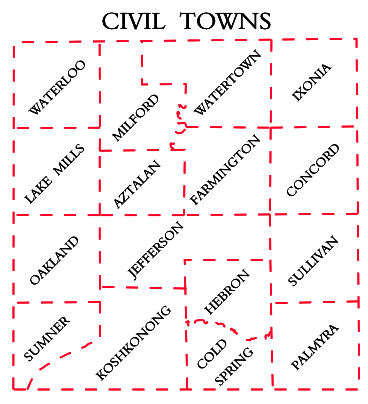 CIVIL TOWNS
WATERLOO
MILFORD
WATERTOWN
IXONIA
LAKE MILLS
AZTALAN
FARMINGTON
CONCORD
OAKLAND
JEFFERSON
HEBRON
SULLIVAN
SUMNER
KOSHKONONG
COLD
SPRING
PALMYRA